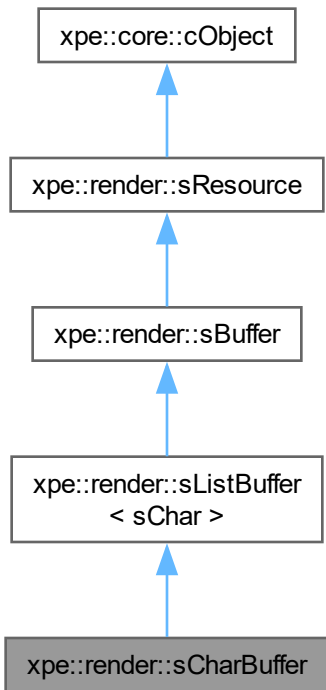 xpe::core::cObject
xpe::render::sResource
xpe::render::sBuffer
xpe::render::sListBuffer
< sChar >
xpe::render::sCharBuffer